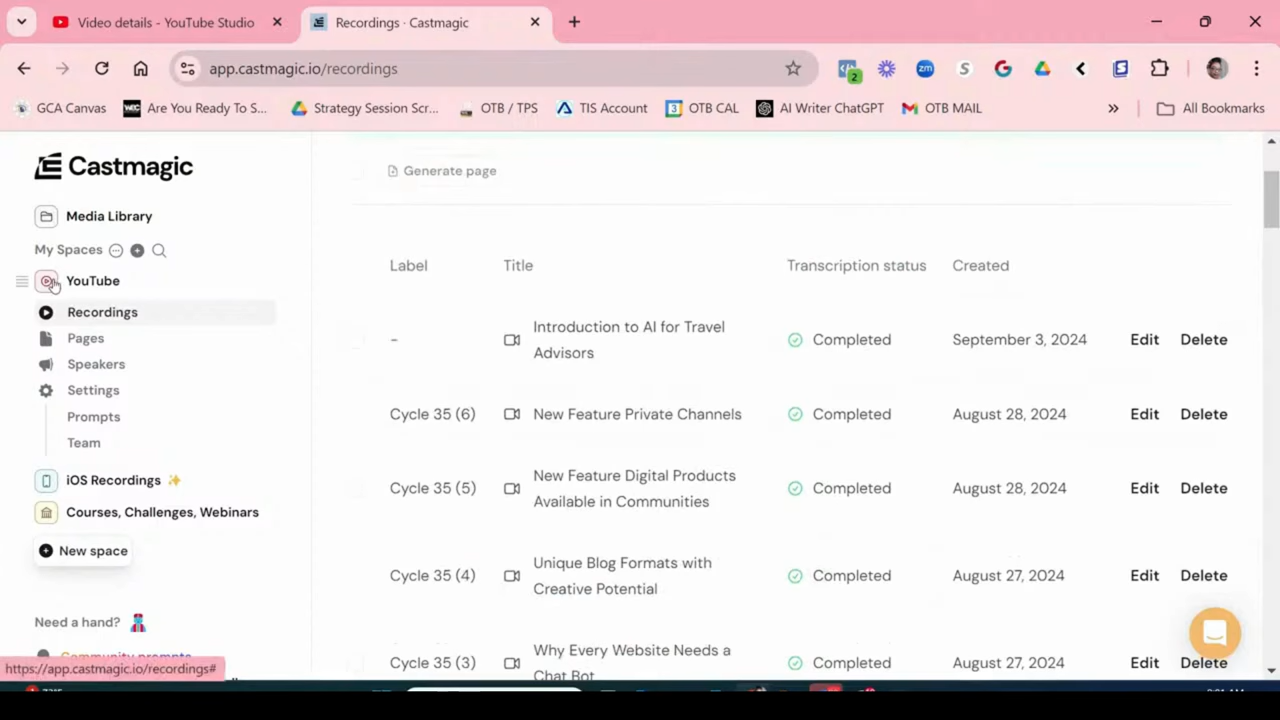 Video details - YouTube Studio
Recordings · Castmagic
app.castmagic.io/recordings
2
zm
S
G
GCA Canvas
Are You Ready To S...
Strategy Session Scr...
OTB / TPS
TIS Account
OTB CAL
AI Writer ChatGPT
OTB MAIL
»
All Bookmarks
Castmagic
Media Library
My Spaces
YouTube
Recordings
Pages
Speakers
Settings
Prompts
Team
iOS Recordings
Courses, Challenges, Webinars
New space
Need a hand?
Community prompts
https://app.castmagic.io/recordings#
Generate page
Label Title Transcription status Created
- Introduction to AI for Travel
Advisors Completed September 3, 2024 Edit Delete
Cycle 35 (6) New Feature Private Channels Completed August 28, 2024 Edit Delete
New Feature Digital Products
Cycle 35 (5) Available in Communities Completed August 28, 2024 Edit Delete
Unique Blog Formats with
Cycle 35 (4) Creative Potential Completed August 27, 2024 Edit Delete
Why Every Website Needs a
Cycle 35 (3) Chat Bot Completed August 27, 2024 Edit Delete